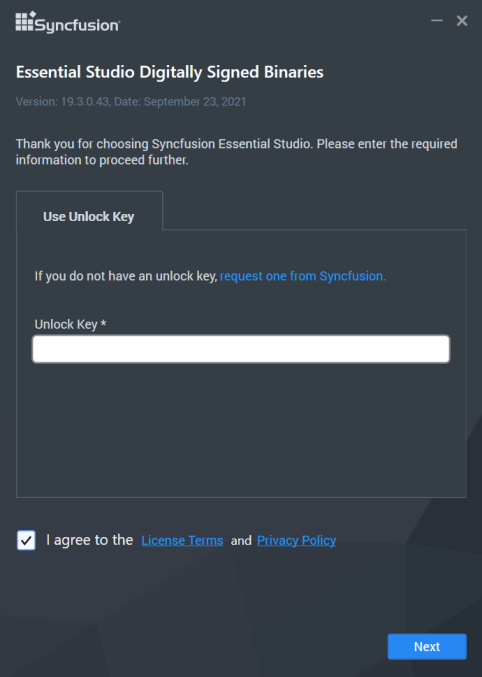 Syncfusion
Essential Studio Digitally Signed Binaries
Version: 19.3.0.43, Date: September 23, 2021
Thank you for choosing Syncfusion Essential Studio. Please enter the required
information to proceed further.
Use Unlock Key
If you do not have an unlock key, request one from Syncfusion.
Unlock Key *
I agree to the License Terms and Privacy Policy
Next